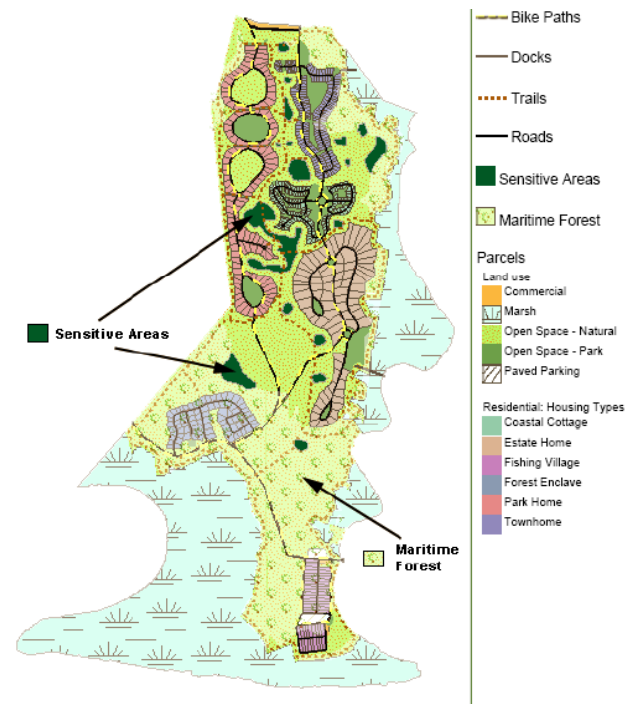 Bike Paths
Docks
Trails
Roads
Sensitive Areas
Maritime Forest
Parcels
Land use
Commercial
Marsh
Open Space - Natural
Open Space - Park
Paved Parking
Residential: Housing Types
Coastal Cottage
Estate Home
Fishing Village
Forest Enclave
Park Home
Townhome
Sensitive Areas
Maritime
Forest